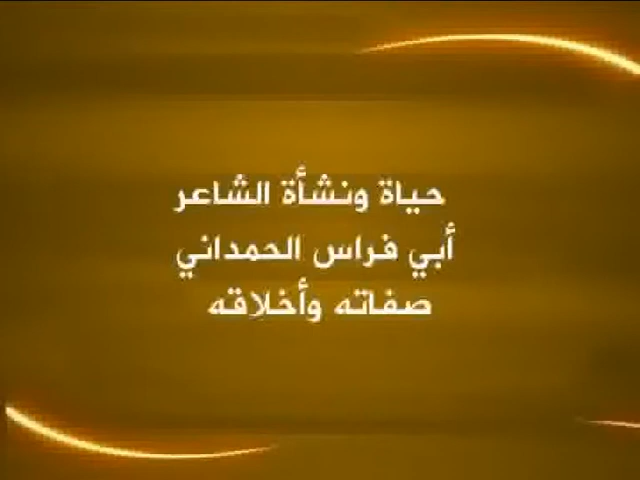 حياة ونشأة الشاعر
أبي فراس الحمداني
صفاته وأخلاقه